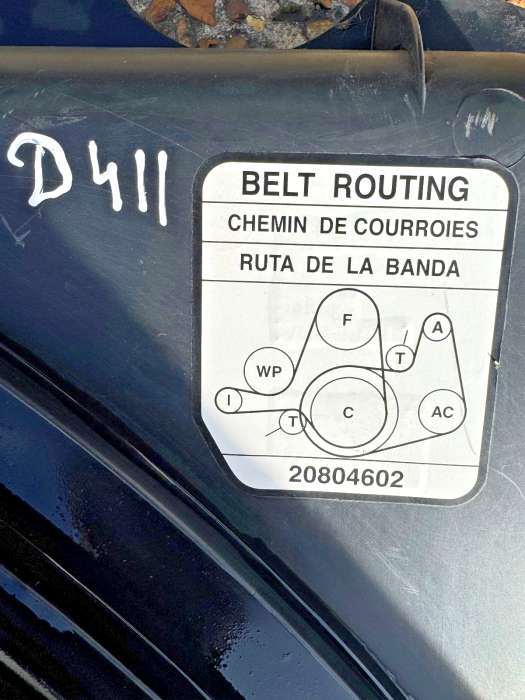 D411
BELT ROUTING
CHEMIN DE COURROIES
RUTA DE LA BANDA
F
A
T
WP
I
C
AC
T
20804602